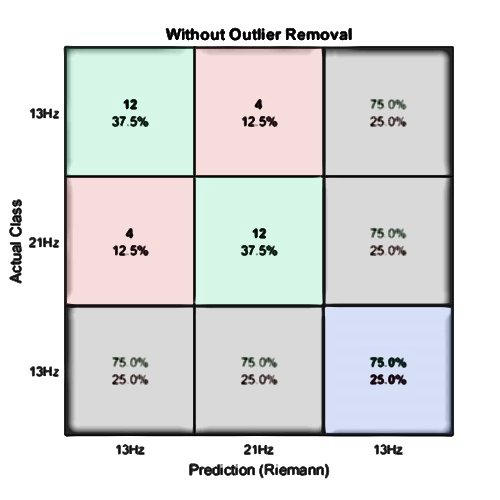 Without Outlier Removal
13Hz
12
37.5%
4
12.5%
75.0%
25.0%
Actual Class
21Hz
4
12.5%
12
37.5%
75.0%
25.0%
13Hz
75.0%
25.0%
75.0%
25.0%
75.0%
25.0%
13Hz
21Hz
13Hz
Prediction (Riemann)